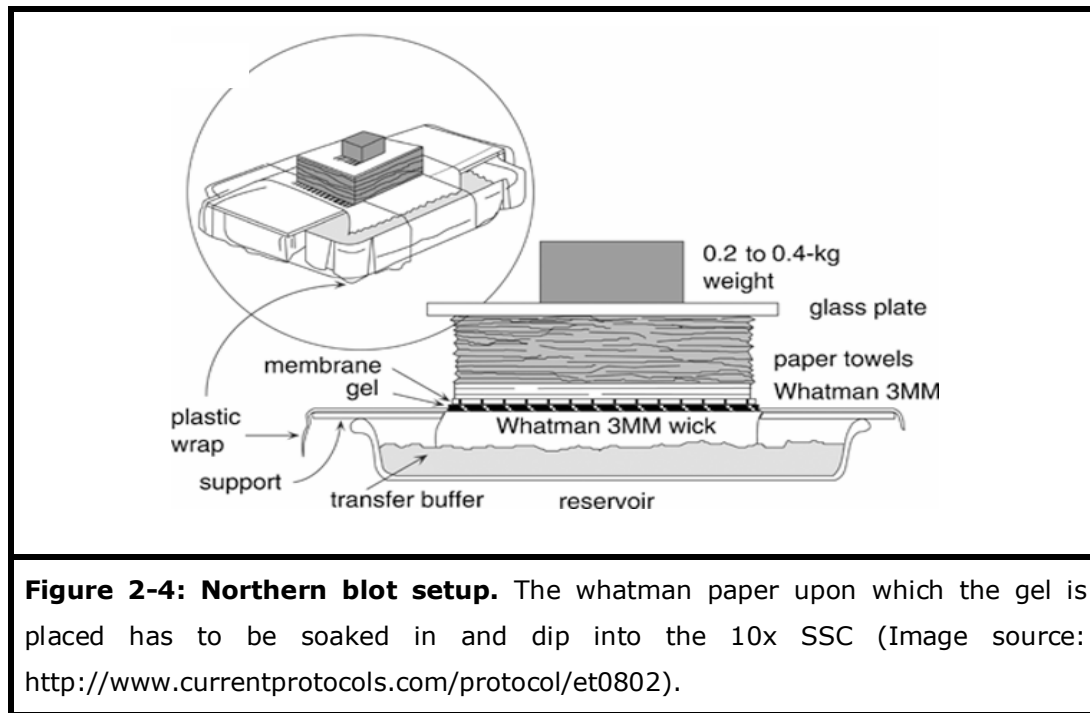 0.2 to 0.4-kg
weight
glass plate
membrane
gel
paper towels
Whatman 3MM
plastic
wrap
Whatman 3MM wick
support
transfer buffer
reservoir
Figure 2-4: Northern blot setup. The whatman paper upon which the gel is
placed has to be soaked in and dip into the 10x SSC (Image source:
http://www.currentprotocols.com/protocol/et0802).